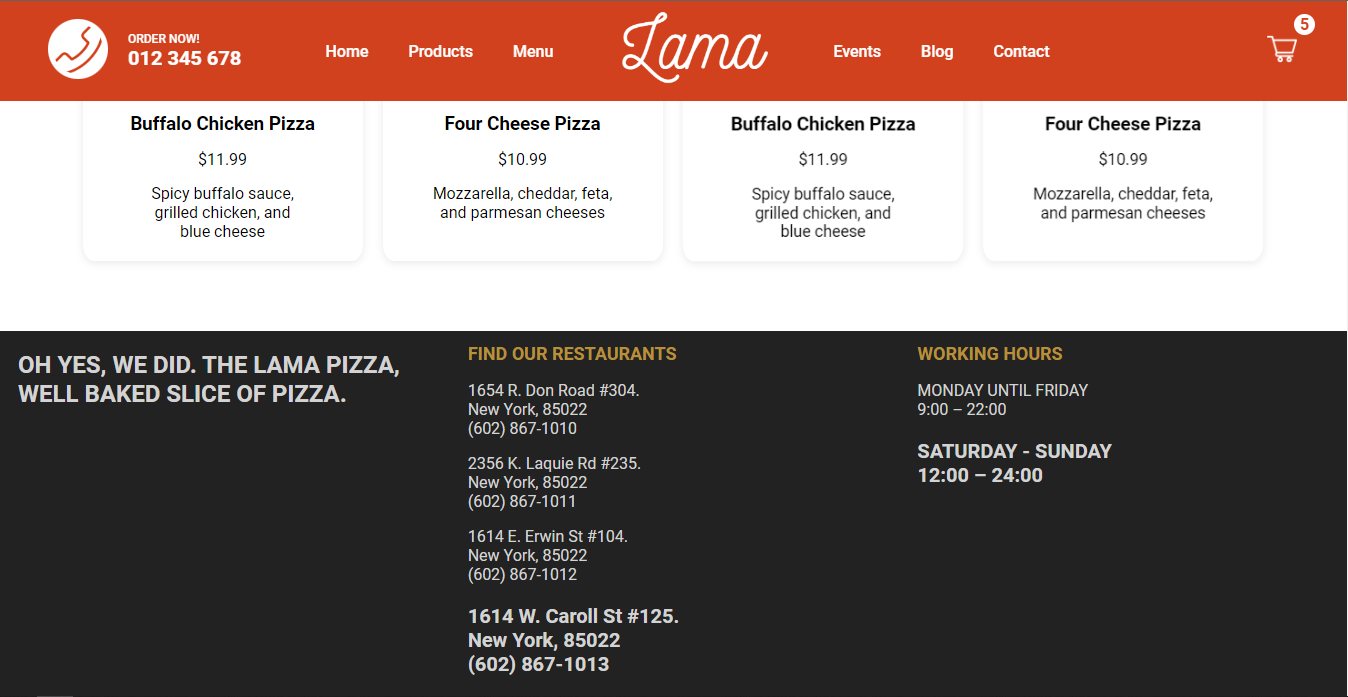 ORDER NOW!
012 345 678
Home
Products
Menu
Lama
Events
Blog
Contact
5
Buffalo Chicken Pizza
$11.99
Spicy buffalo sauce,
grilled chicken, and
blue cheese
Four Cheese Pizza
$10.99
Mozzarella, cheddar, feta,
and parmesan cheeses
Buffalo Chicken Pizza
$11.99
Spicy buffalo sauce,
grilled chicken, and
blue cheese
Four Cheese Pizza
$10.99
Mozzarella, cheddar, feta,
and parmesan cheeses
OH YES, WE DID. THE LAMA PIZZA,
WELL BAKED SLICE OF PIZZA.
FIND OUR RESTAURANTS
1654 R. Don Road #304.
New York, 85022
(602) 867-1010
2356 K. Laquie Rd #235.
New York, 85022
(602) 867-1011
1614 E. Erwin St #104.
New York, 85022
(602) 867-1012
1614 W. Caroll St #125.
New York, 85022
(602) 867-1013
WORKING HOURS
MONDAY UNTIL FRIDAY
9:00 – 22:00
SATURDAY - SUNDAY
12:00 – 24:00